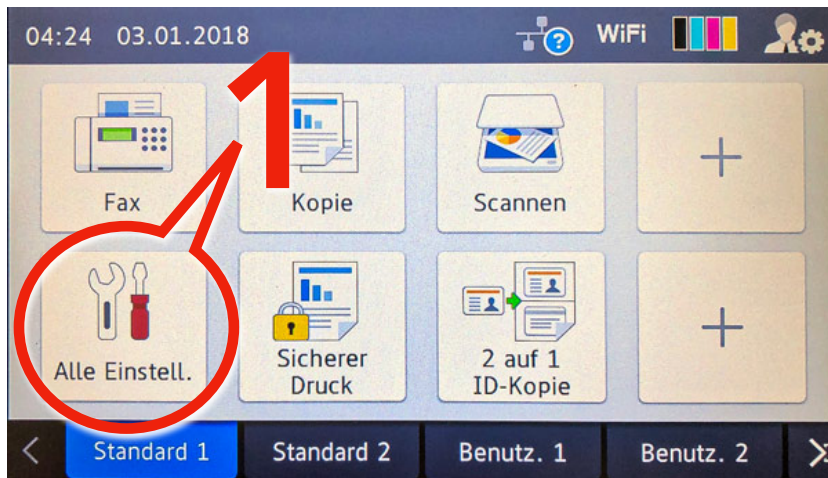 04:24 03.01.2018 WiFi
1
Fax Kopie Scannen
Alle Einstell. Sicherer Druck 2 auf 1 ID-Kopie
Standard 1 Standard 2 Benutz. 1 Benutz. 2